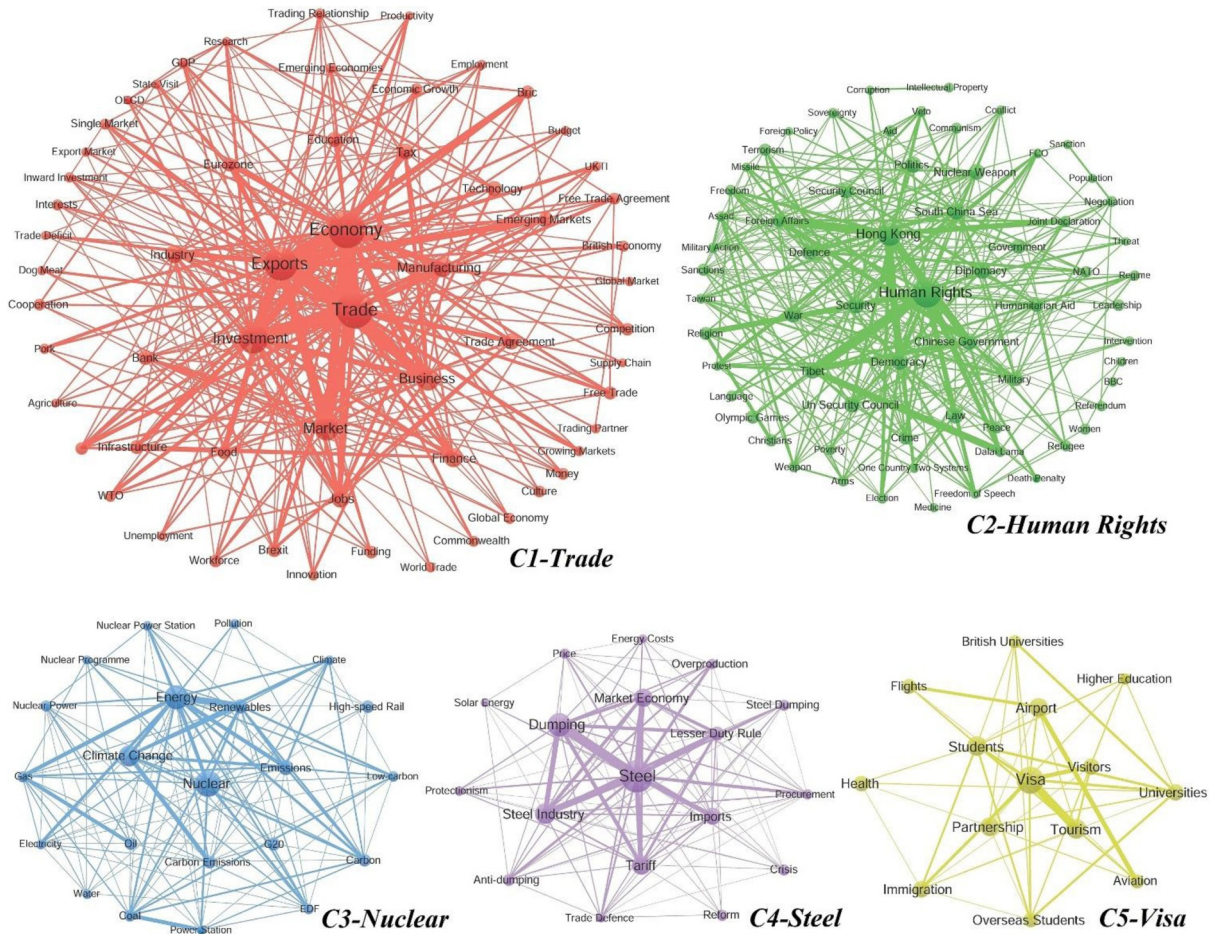 Trading Relationship
Productivity
Research
GDP
Emerging Economies
Employment
State Visit
Economic Growth
Bric
OECD
Single Market
Education
Budget
Export Market
Eurozone
Tax
UKTI
Inward Investment
Technology
Free Trade Agreement
Interests
Emerging Markets
Economy
Trade Deficit
British Economy
Industry
Exports
Manufacturing
Dog Meat
Global Market
Cooperation
Trade
Competition
Investment
Trade Agreement
Pork
Bank
Supply Chain
Business
Free Trade
Agriculture
Market
Trading Partner
Infrastructure
Food
Growing Markets
Finance
Money
WTO
Jobs
Culture
Global Economy
Unemployment
Commonwealth
Workforce
Brexit
Funding
World Trade
Innovation
C1-Trade
Corruption
Intellectual Property
Sovereignty
Veto
Conflict
Foreign Policy
Aid
Communism
Terrorism
Sanction
Missile
Politics
FCO
Nuclear Weapon
Population
Freedom
Security Council
Negotiation
Assad
Foreign Affairs
South China Sea
Joint Declaration
Military Action
Hong Kong
Threat
Defence
Government
Sanctions
Diplomacy
NATO
Regime
Taiwan
Human Rights
Security
Humanitarian Aid
Leadership
War
Religion
Chinese Government
Intervention
Protest
Tibet
Democracy
Children
Military
BBC
Language
Un Security Council
Referendum
Olympic Games
Law
Peace
Women
Christians
Crime
Refugee
Poverty
Dalai Lama
Weapon
One Country Two Systems
Arms
Death Penalty
Election
Freedom of Speech
Medicine
C2-Human Rights
Nuclear Power Station
Pollution
Nuclear Programme
Climate
Energy
Nuclear Power
Renewables
High-speed Rail
Climate Change
Gas
Emissions
Low-carbon
Nuclear
Electricity
Oil
G20
Carbon Emissions
Carbon
Water
Coal
EDF
Power Station
C3-Nuclear
Energy Costs
Price
Overproduction
Solar Energy
Market Economy
Steel Dumping
Dumping
Lesser Duty Rule
Steel
Protectionism
Procurement
Steel Industry
Imports
Tariff
Crisis
Anti-dumping
Trade Defence
Reform
C4-Steel
British Universities
Flights
Higher Education
Airport
Students
Visitors
Health
Visa
Universities
Partnership
Tourism
Immigration
Aviation
Overseas Students
C5-Visa